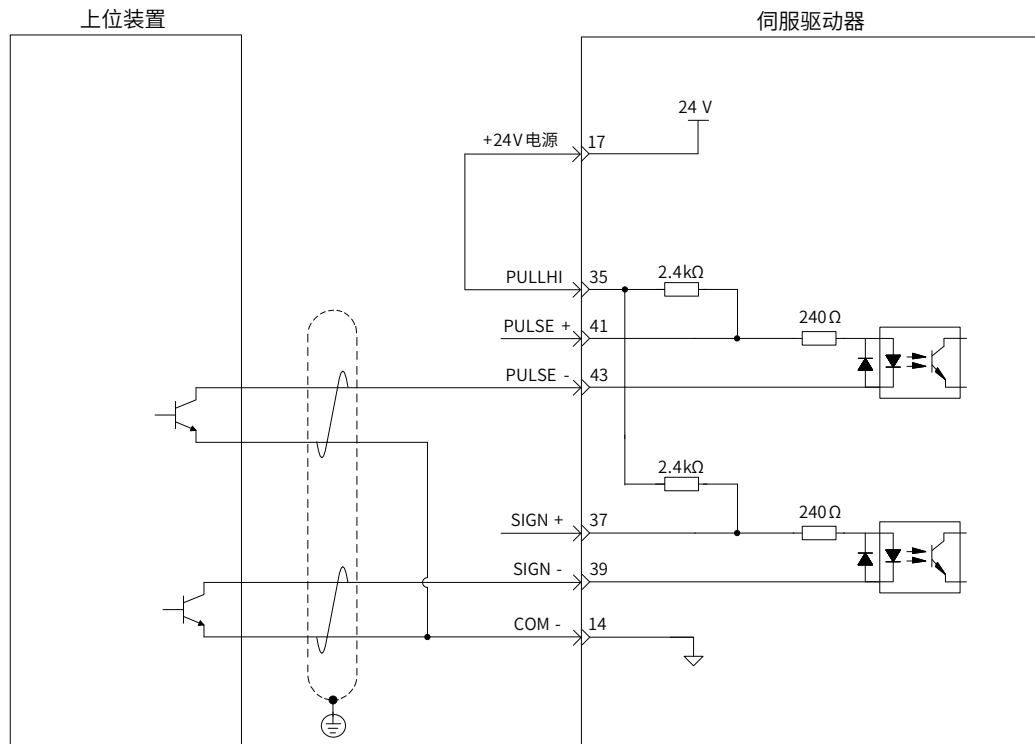 上位装置
伺服驱动器
24 V
+24V电源
17
PULLHI
35
2.4kΩ
PULSE +
41
240Ω
PULSE -
43
2.4kΩ
SIGN +
37
240Ω
SIGN -
39
COM -
14